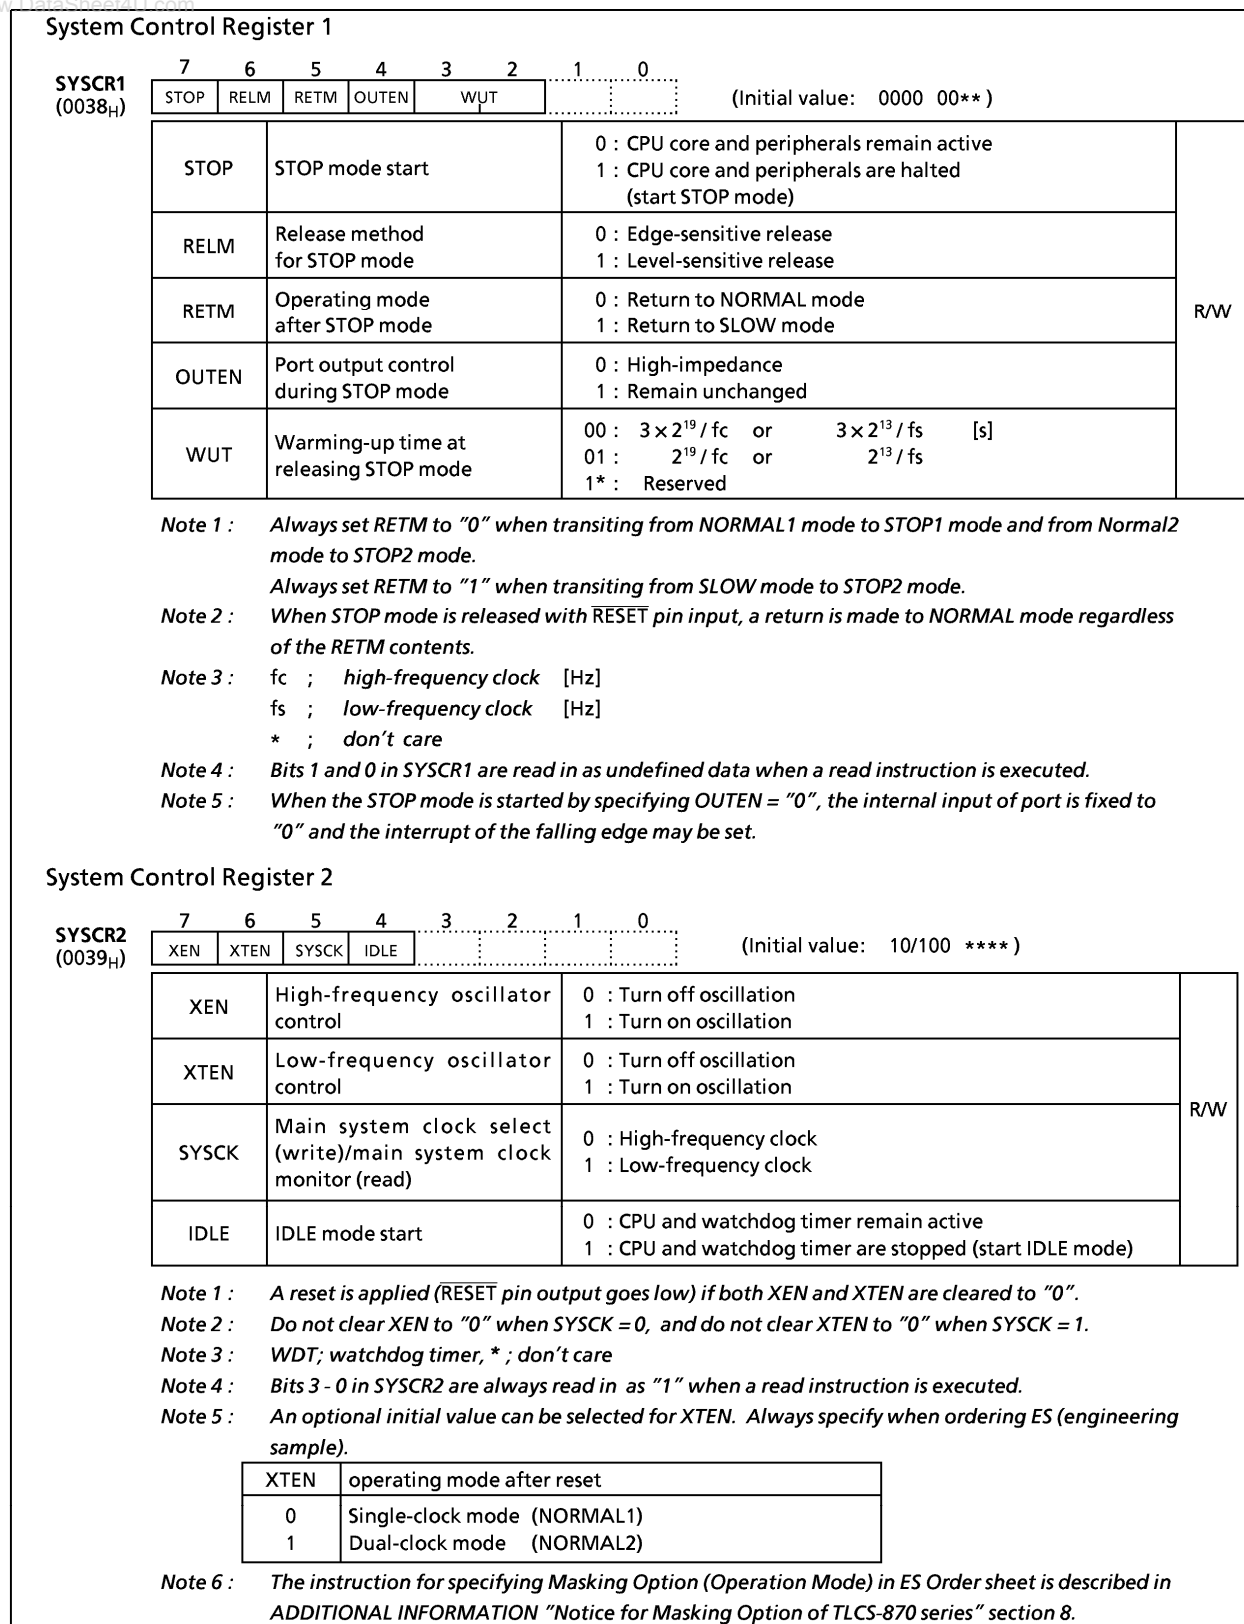 w.DataSheet4U.com
System Control Register 1
7 6 5 4 3 2 1 0
SYSCR1
(0038H)
STOP RELM RETM OUTEN WUT
(Initial value: 0000 00**)
STOP
STOP mode start
0 : CPU core and peripherals remain active
1 : CPU core and peripherals are halted
(start STOP mode)
RELM
Release method
for STOP mode
0 : Edge-sensitive release
1 : Level-sensitive release
RETM
Operating mode
after STOP mode
0 : Return to NORMAL mode
1 : Return to SLOW mode
R/W
OUTEN
Port output control
during STOP mode
0 : High-impedance
1 : Remain unchanged
WUT
Warming-up time at
releasing STOP mode
00 : 3 × 2¹⁹ / fc or 3 × 2¹³ / fs [s]
01 : 2¹⁹ / fc or 2¹³ / fs
1* : Reserved
Note 1 : Always set RETM to "0" when transiting from NORMAL1 mode to STOP1 mode and from Normal2
mode to STOP2 mode.
Always set RETM to "1" when transiting from SLOW mode to STOP2 mode.
Note 2 : When STOP mode is released with RESET pin input, a return is made to NORMAL mode regardless
of the RETM contents.
Note 3 : fc ; high-frequency clock [Hz]
fs ; low-frequency clock [Hz]
* ; don't care
Note 4 : Bits 1 and 0 in SYSCR1 are read in as undefined data when a read instruction is executed.
Note 5 : When the STOP mode is started by specifying OUTEN = "0", the internal input of port is fixed to
"0" and the interrupt of the falling edge may be set.
System Control Register 2
7 6 5 4 3 2 1 0
SYSCR2
(0039H)
XEN XTEN SYSCK IDLE
(Initial value: 10/100 ****)
XEN
High-frequency oscillator
control
0 : Turn off oscillation
1 : Turn on oscillation
XTEN
Low-frequency oscillator
control
0 : Turn off oscillation
1 : Turn on oscillation
R/W
SYSCK
Main system clock select
(write)/main system clock
monitor (read)
0 : High-frequency clock
1 : Low-frequency clock
IDLE
IDLE mode start
0 : CPU and watchdog timer remain active
1 : CPU and watchdog timer are stopped (start IDLE mode)
Note 1 : A reset is applied (RESET pin output goes low) if both XEN and XTEN are cleared to "0".
Note 2 : Do not clear XEN to "0" when SYSCK = 0, and do not clear XTEN to "0" when SYSCK = 1.
Note 3 : WDT; watchdog timer, * ; don't care
Note 4 : Bits 3 - 0 in SYSCR2 are always read in as "1" when a read instruction is executed.
Note 5 : An optional initial value can be selected for XTEN. Always specify when ordering ES (engineering
sample).
XTEN operating mode after reset
0 Single-clock mode (NORMAL1)
1 Dual-clock mode (NORMAL2)
Note 6 : The instruction for specifying Masking Option (Operation Mode) in ES Order sheet is described in
ADDITIONAL INFORMATION "Notice for Masking Option of TLCS-870 series" section 8.